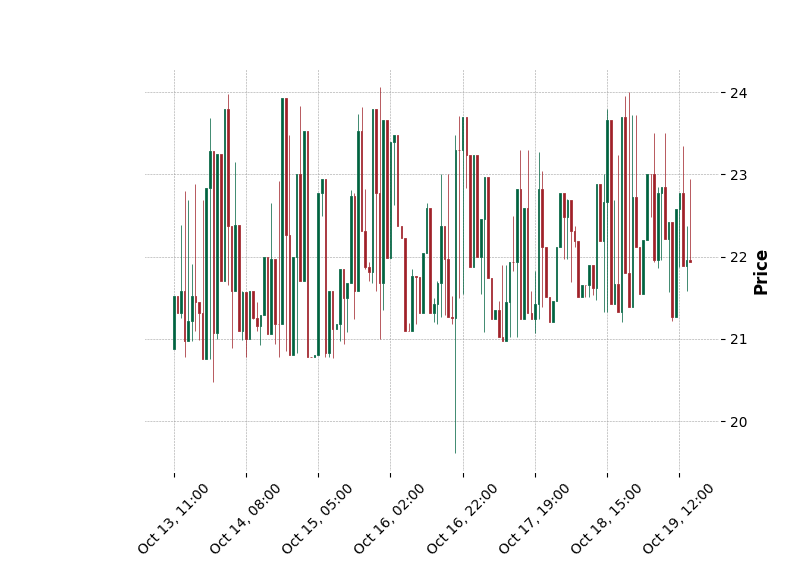 24
23
22
21
20
Price
Oct 13, 11:00
Oct 14, 08:00
Oct 15, 05:00
Oct 16, 02:00
Oct 16, 22:00
Oct 17, 19:00
Oct 18, 15:00
Oct 19, 12:00